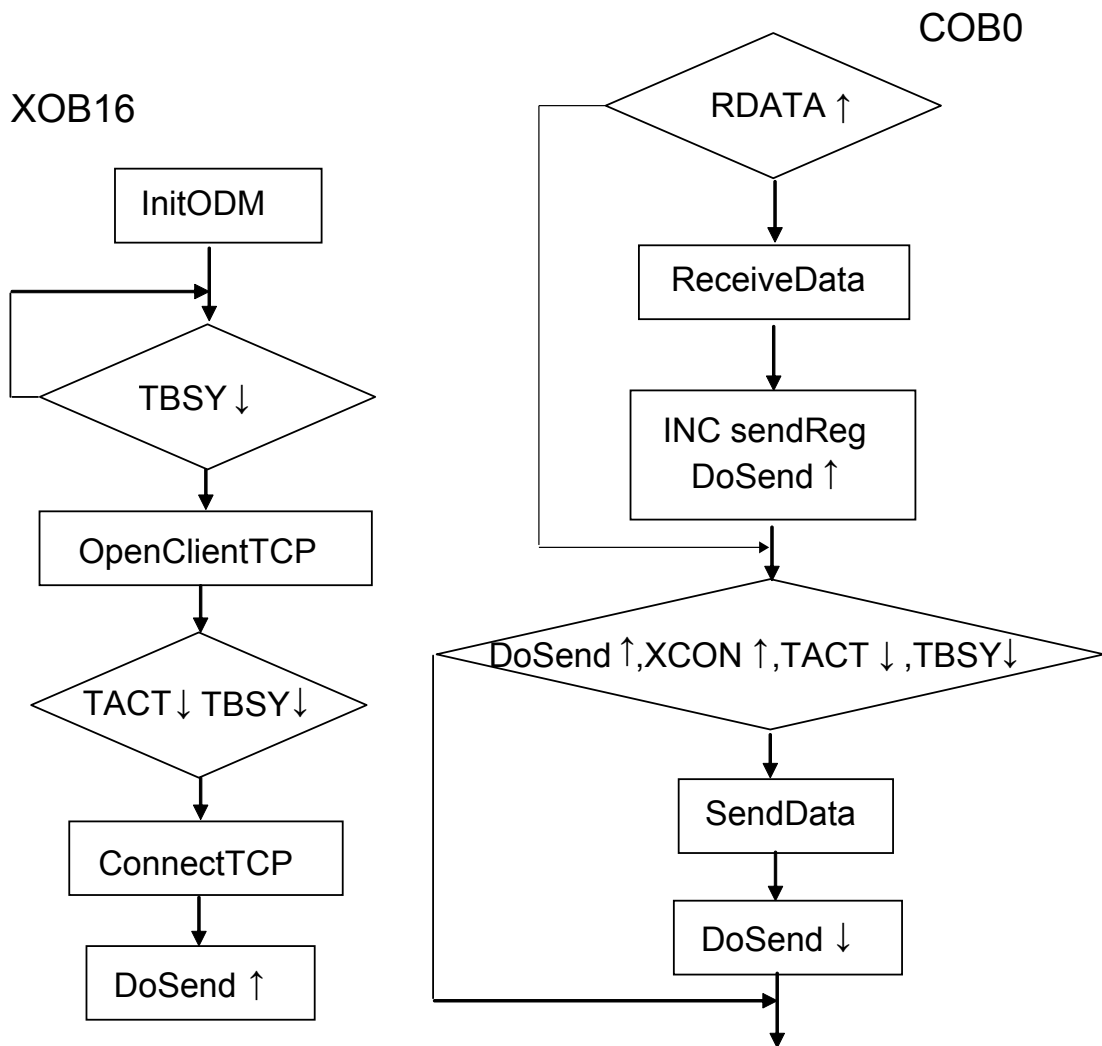 XOB16
InitODM
TBSY ↓
OpenClientTCP
TACT ↓ TBSY ↓
ConnectTCP
DoSend ↑
COB0
RDATA ↑
ReceiveData
INC sendReg
DoSend ↑
DoSend ↑,XCON ↑,TACT ↓ ,TBSY↓
SendData
DoSend ↓